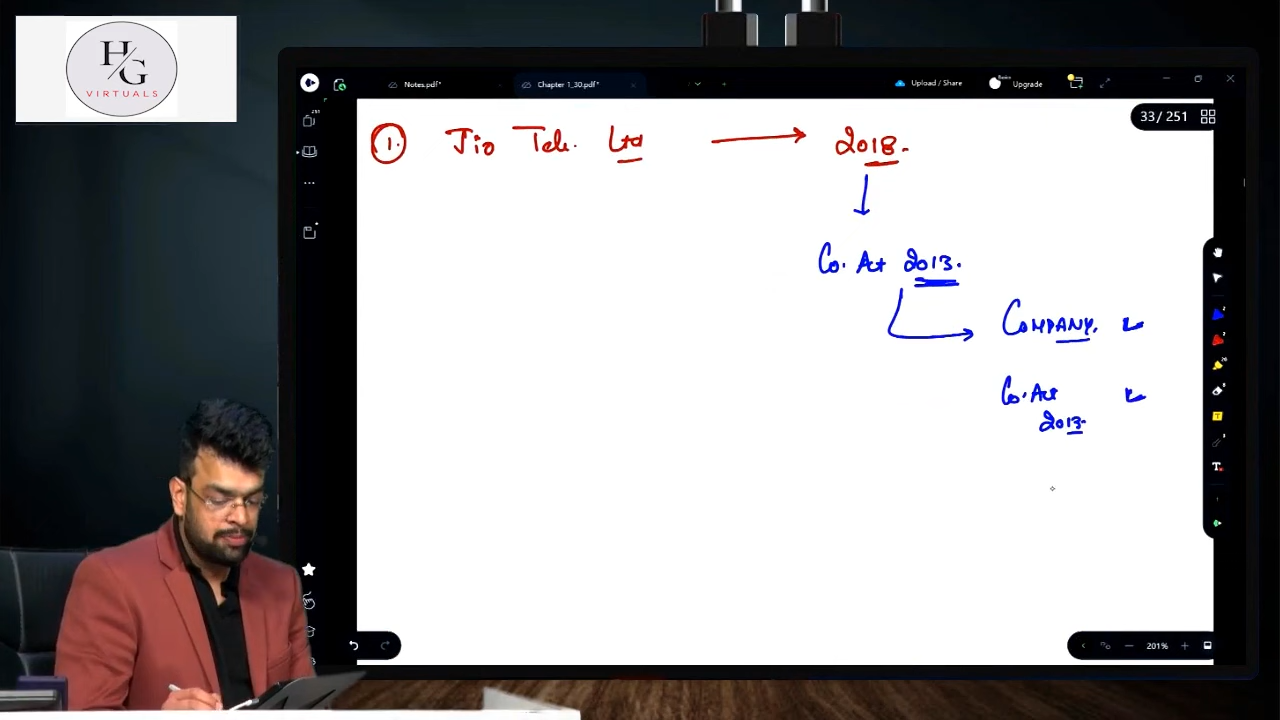 H/G
VIRTUALS
Notes.pdf*
Chapter 1_30.pdf*
Upload / Share
Basic
Upgrade
33 / 251
1. Jio Tele. Ltd → 2018.
Co. Act 2013.
COMPANY.
Co. Act
2013.
201%